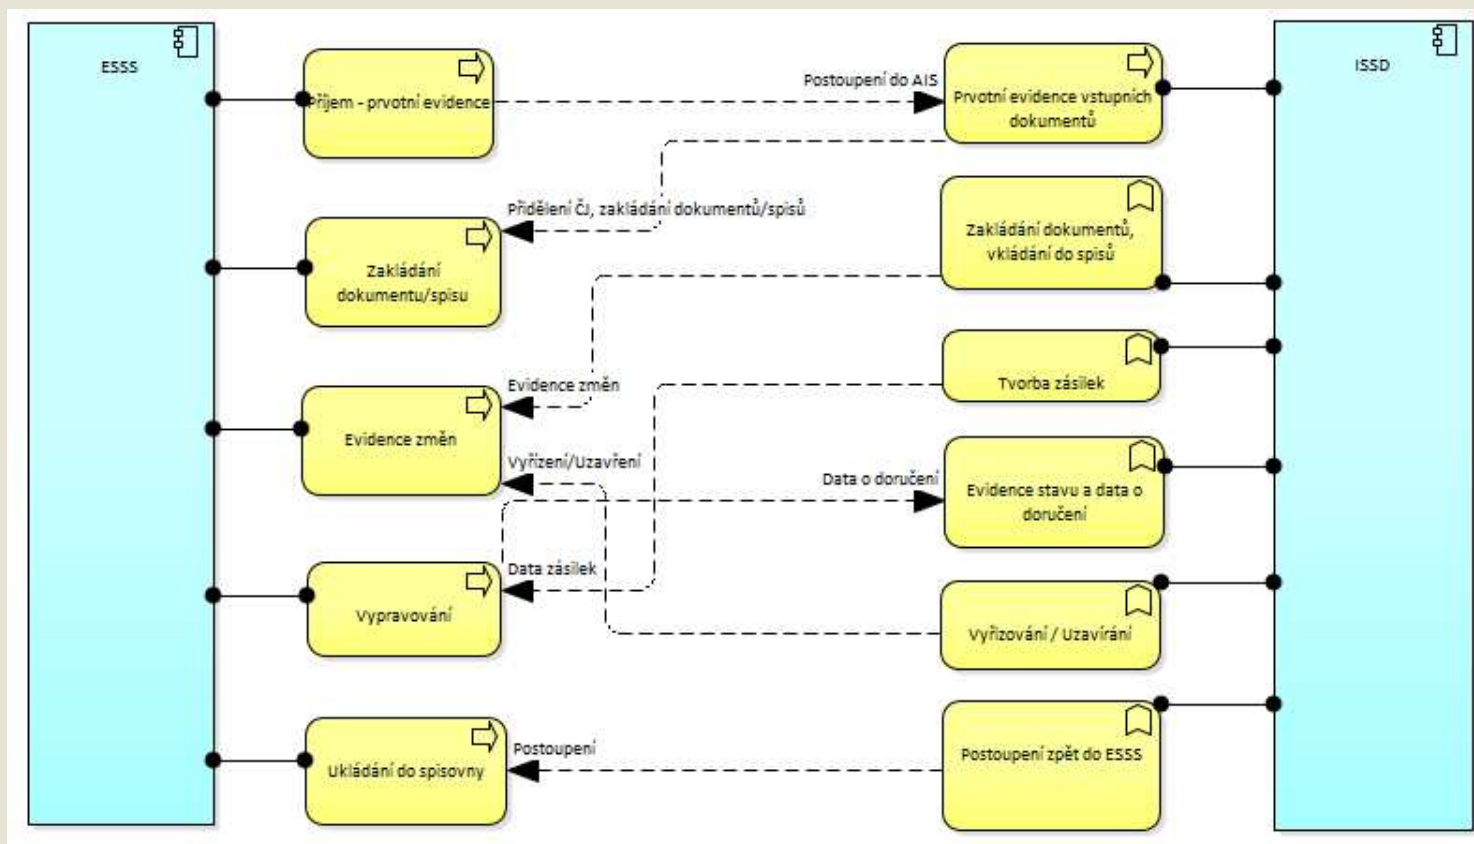 ESSS
ISSD
Příjem - prvotní evidence
Postoupení do AIS
Prvotní evidence vstupních
dokumentů
Přidělení ČJ, zakládání dokumentů/spisů
Zakládání
dokumentu/spisu
Zakládání dokumentů,
vkládání do spisů
Evidence změn
Evidence změn
Tvorba zásilek
Vyřízení/Uzavření
Data o doručení
Evidence stavu a data o
doručení
Data zásilek
Vypravování
Vyřizování / Uzavírání
Postoupení
Ukládání do spisovny
Postoupení zpět do ESSS